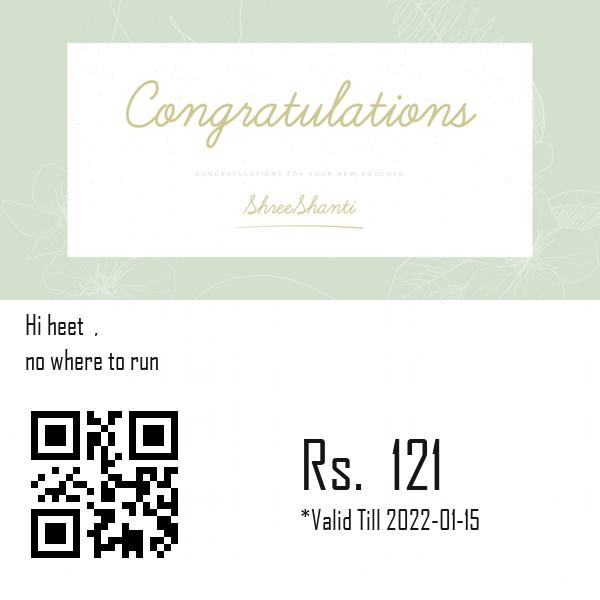 Congratulations
CONGRATULATIONS FOR YOUR NEW VOUCHER
ShreeShanti
Hi heet ,
no where to run
Rs. 121
*Valid Till 2022-01-15